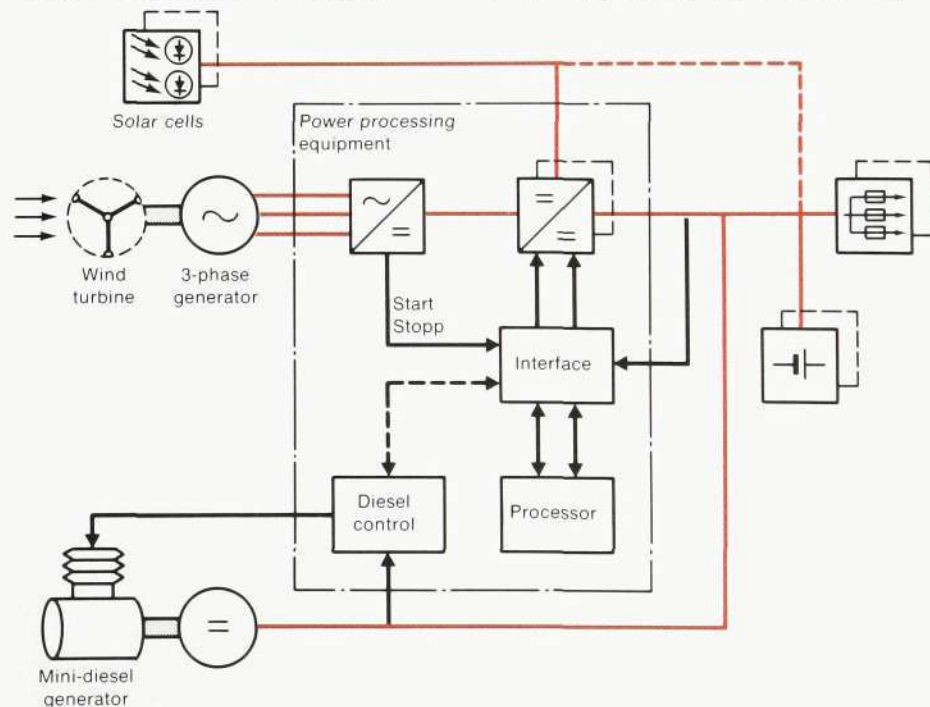 Solar cells
Power processing
equipment
Wind
turbine
3-phase
generator
Start
Stopp
Interface
Diesel
control
Processor
Mini-diesel
generator